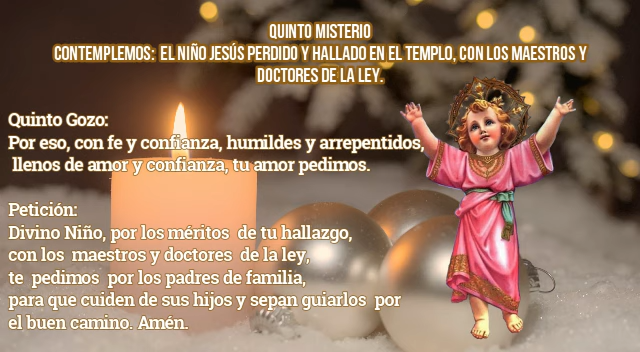 QUINTO MISTERIO
CONTEMPLEMOS: EL NIÑO JESÚS PERDIDO Y HALLADO EN EL TEMPLO, CON LOS MAESTROS Y
DOCTORES DE LA LEY.
Quinto Gozo:
Por eso, con fe y confianza, humildes y arrepentidos,
llenos de amor y confianza, tu amor pedimos.
Petición:
Divino Niño, por los méritos de tu hallazgo,
con los maestros y doctores de la ley,
te pedimos por los padres de familia,
para que cuiden de sus hijos y sepan guiarlos por
el buen camino. Amén.